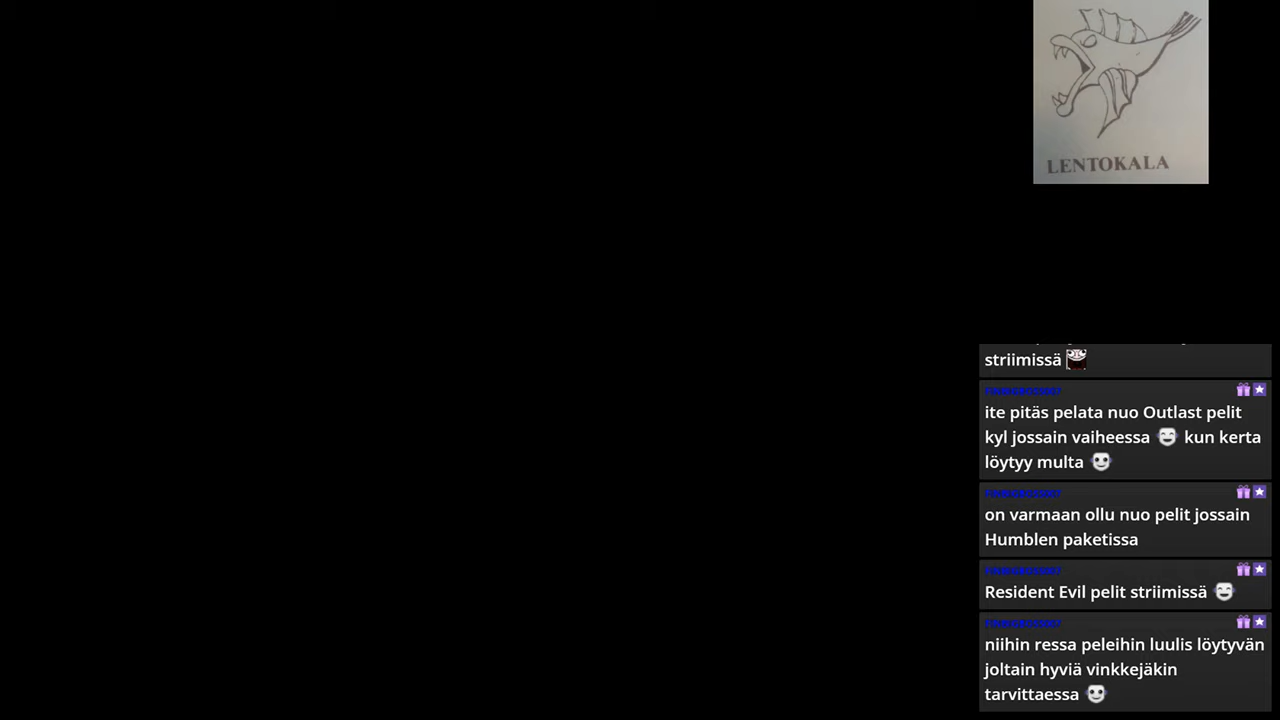 LENTOKALA
striimissä
ite pitäs pelata nuo Outlast pelit
kyl jossain vaiheessa kun kerta
löytyy multa
on varmaan ollu nuo pelit jossain
Humblen paketissa
Resident Evil pelit striimissä
niihin ressa peleihin luulis löytyvän
joltain hyviä vinkkejäkin
tarvittaessa